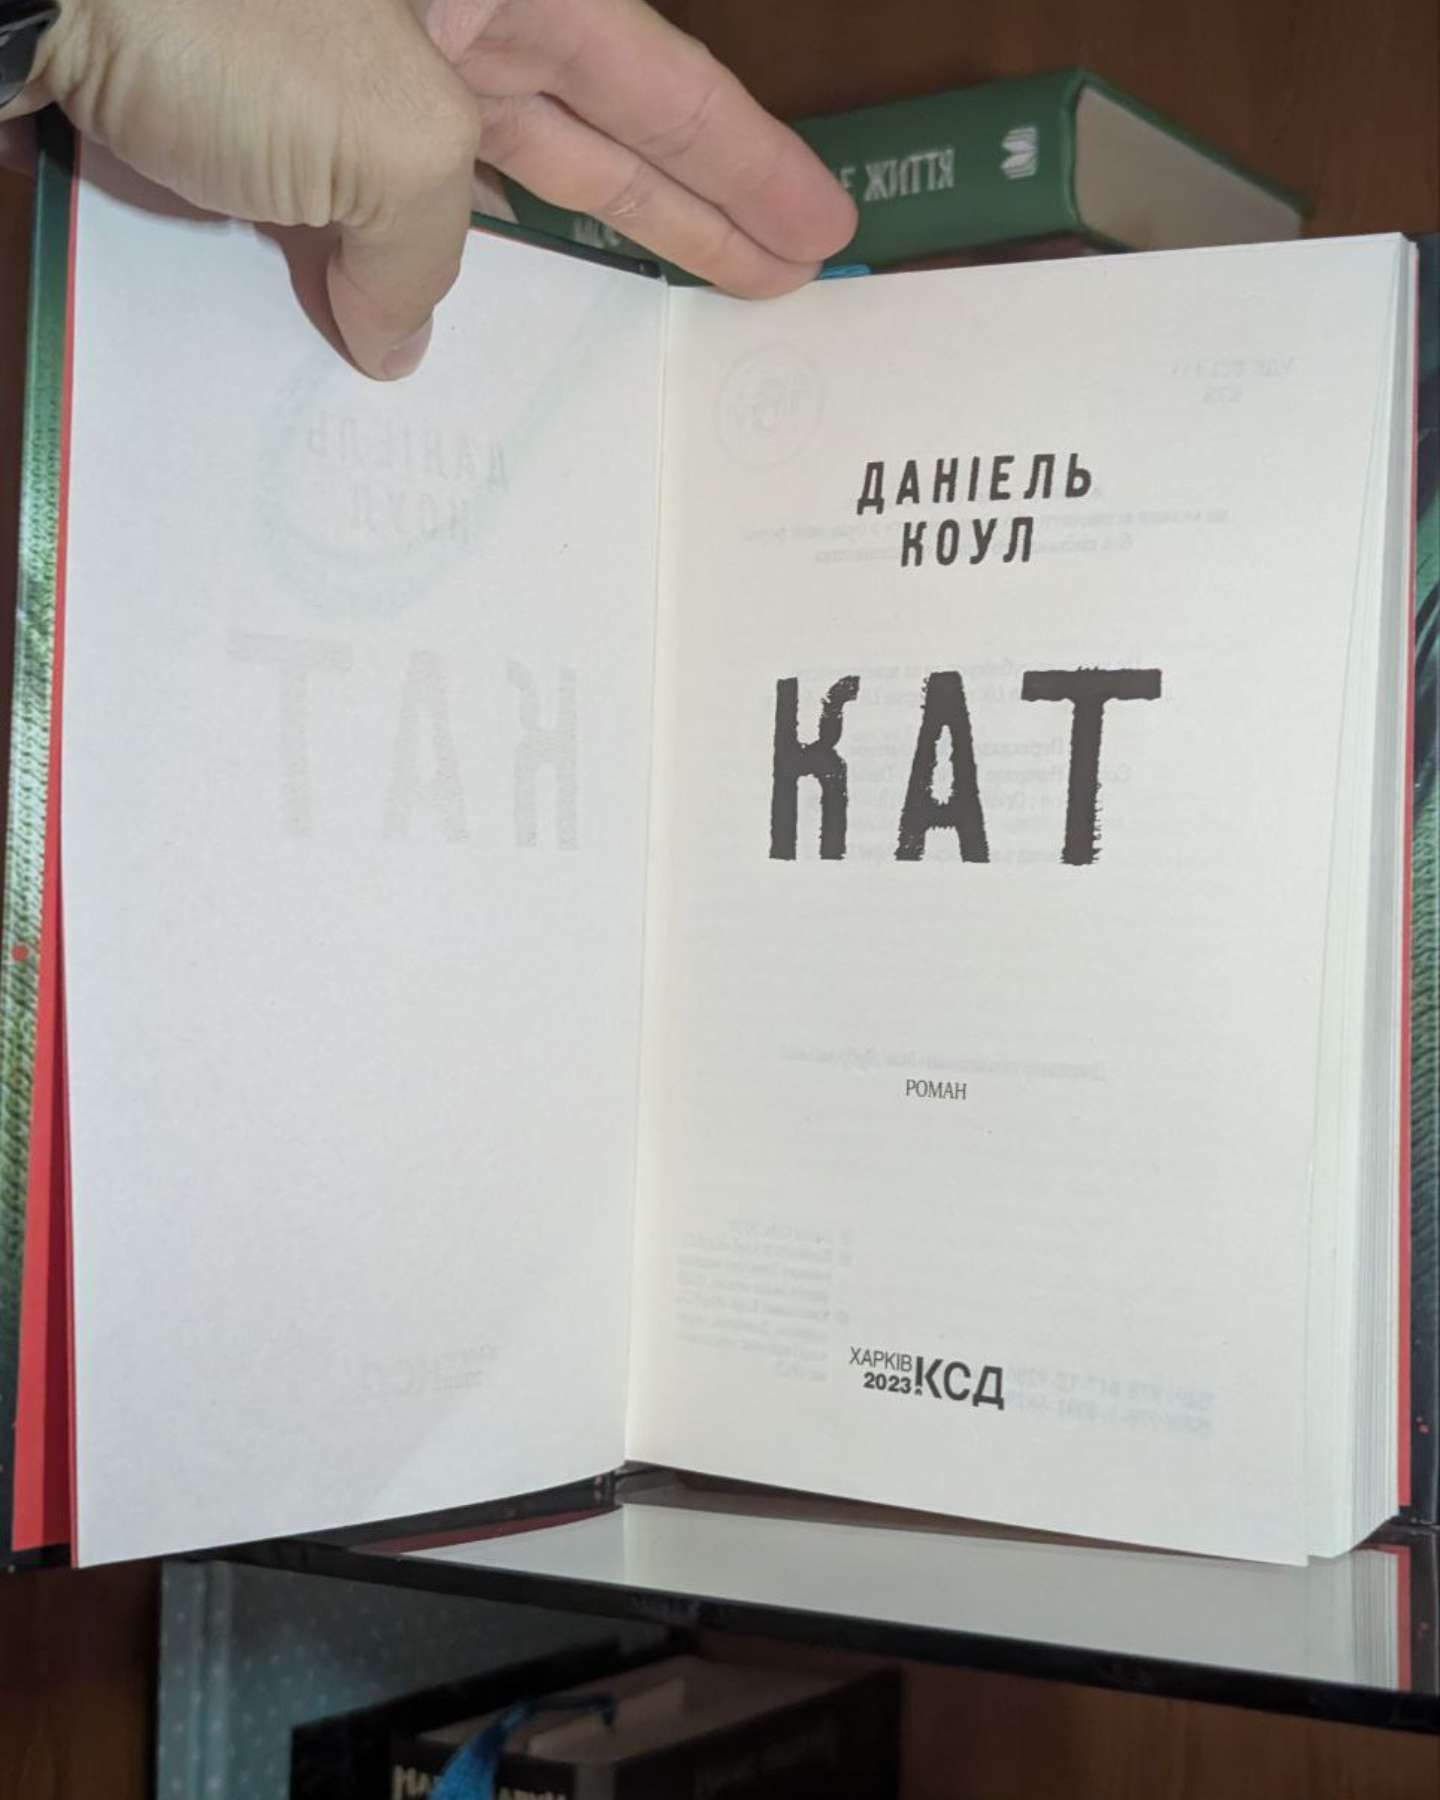 ЖИТТЯ
ДАНІЕЛЬ
КОУЛ
КАТ
РОМАН
ХАРКІВ
2023
КСД